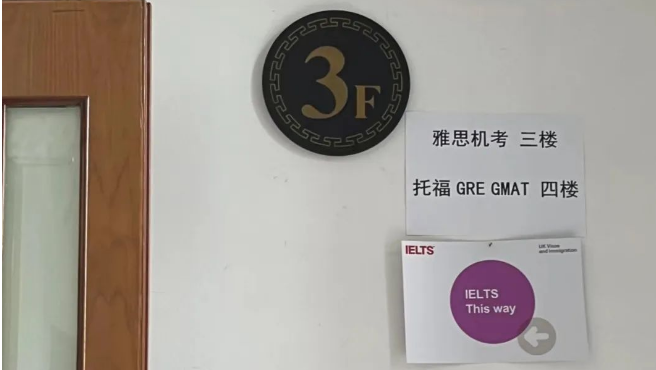 3F
雅思机考 三楼
托福 GRE GMAT 四楼
IELTS
UK Visas
and Immigration
IELTS
This way